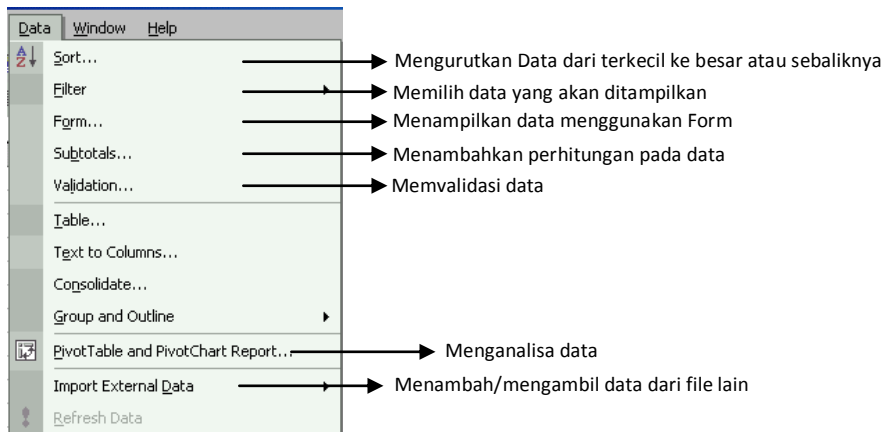 Data Window Help
Sort... Mengurutkan Data dari terkecil ke besar atau sebaliknya
Filter Memilih data yang akan ditampilkan
Form... Menampilkan data menggunakan Form
Subtotals... Menambahkan perhitungan pada data
Validation... Memvalidasi data
Table...
Text to Columns...
Consolidate...
Group and Outline
PivotTable and PivotChart Report... Menganalisa data
Import External Data Menambah/mengambil data dari file lain
Refresh Data